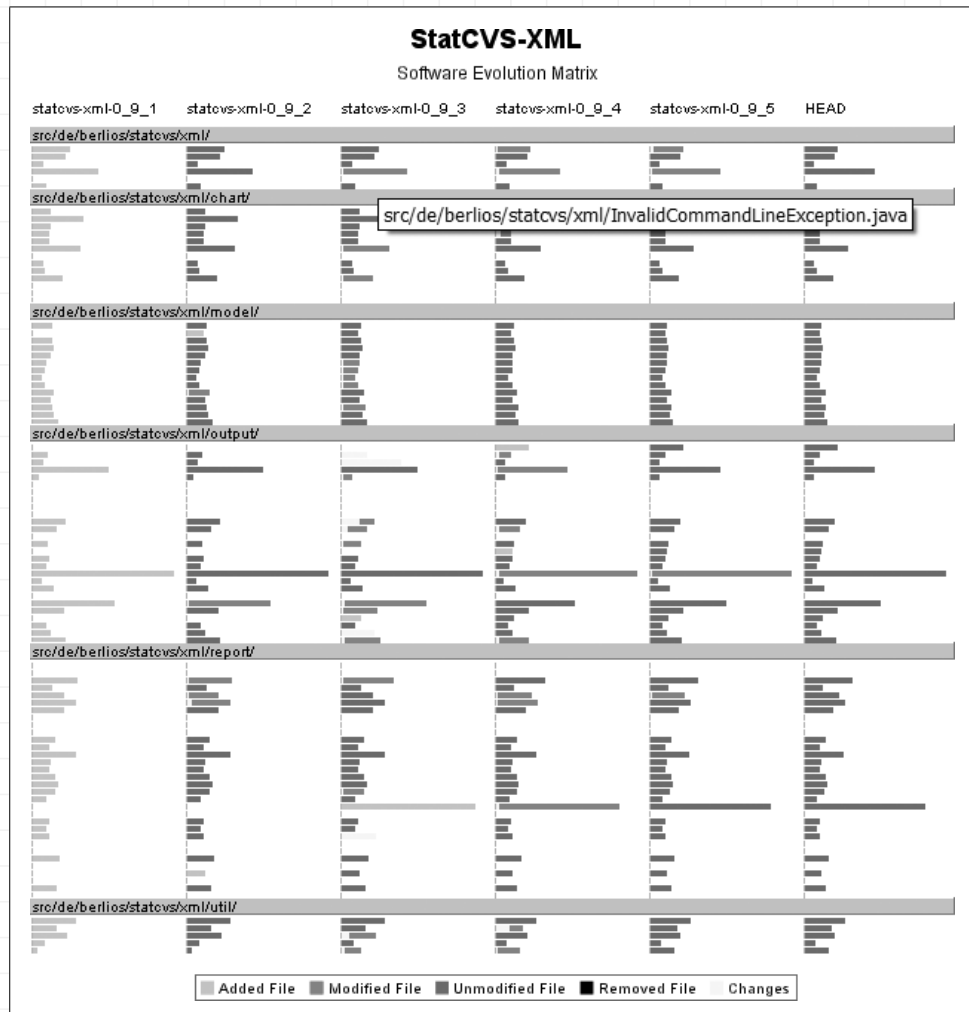 StatCVS-XML
Software Evolution Matrix
statcvs-xml-0_9_1 statcvs-xml-0_9_2 statcvs-xml-0_9_3 statcvs-xml-0_9_4 statcvs-xml-0_9_5 HEAD
src/de/berlios/statcvs/xml/
src/de/berlios/statcvs/xml/chart/
src/de/berlios/statcvs/xml/InvalidCommandLineException.java
src/de/berlios/statcvs/xml/model/
src/de/berlios/statcvs/xml/output/
src/de/berlios/statcvs/xml/report/
src/de/berlios/statcvs/xml/util/
Added File Modified File Unmodified File Removed File Changes